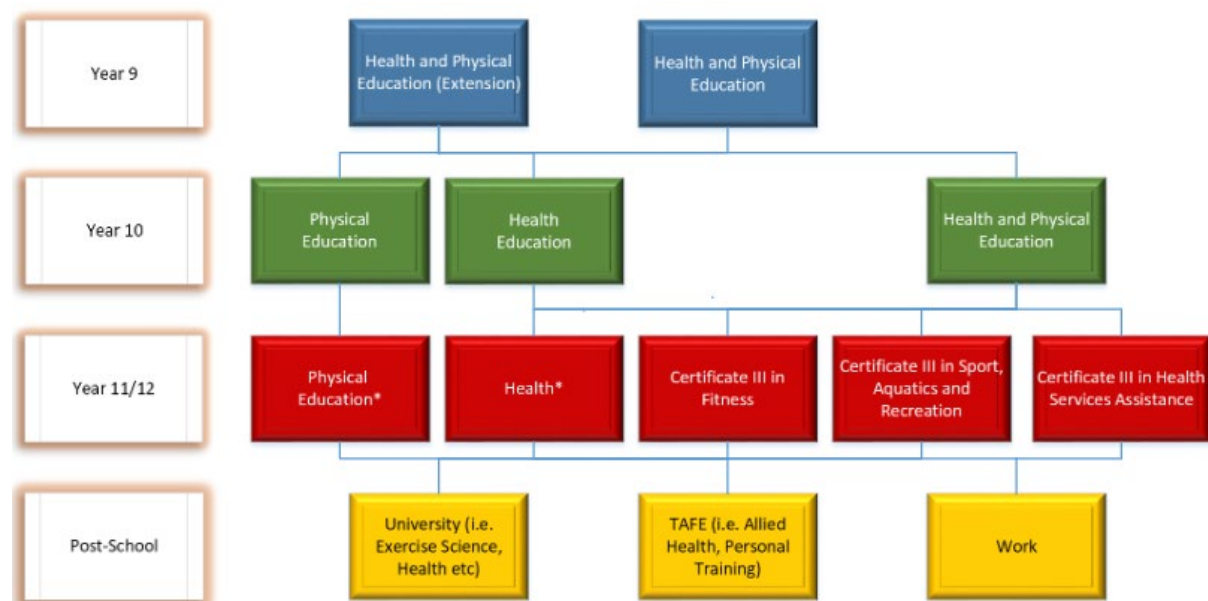 Year 9
Health and Physical
Education (Extension)
Health and Physical
Education
Year 10
Physical
Education
Health
Education
Health and Physical
Education
Year 11/12
Physical
Education*
Health*
Certificate III in
Fitness
Certificate III in Sport,
Aquatics and
Recreation
Certificate III in Health
Services Assistance
Post-School
University (i.e.
Exercise Science,
Health etc)
TAFE (i.e. Allied
Health, Personal
Training)
Work